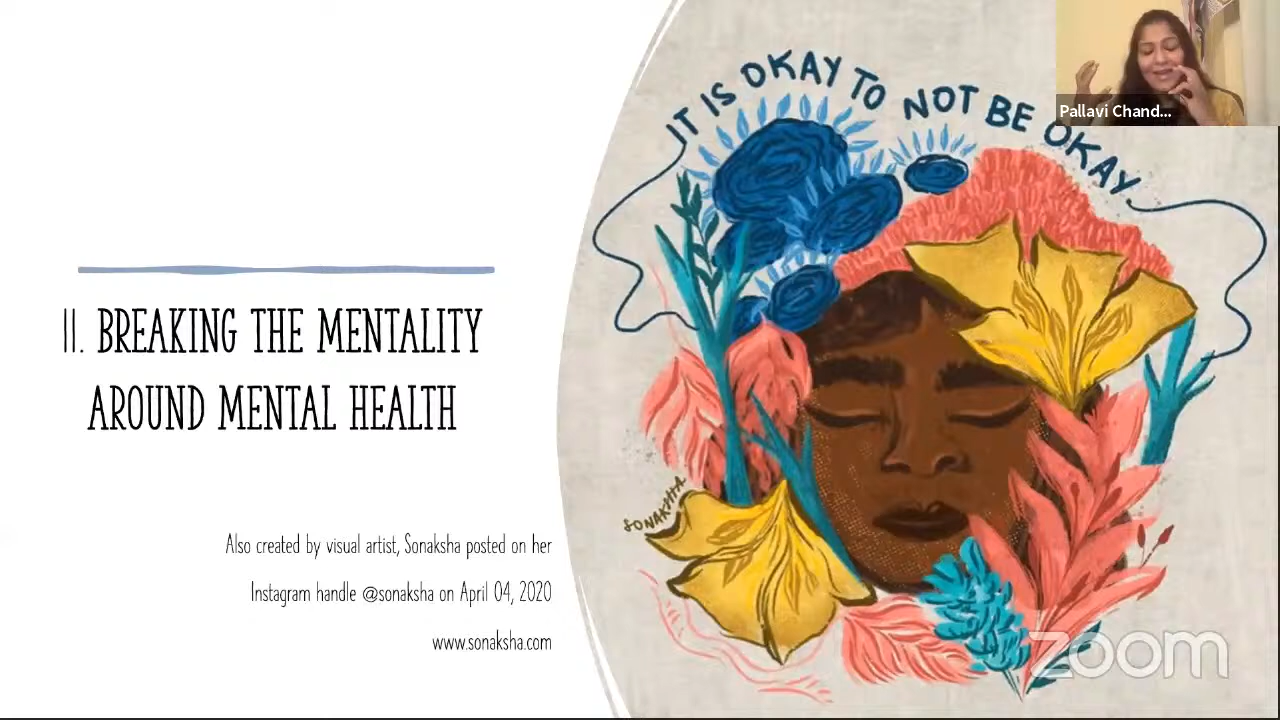 IT IS OKAY TO NOT BE OKAY
Pallavi Chand...
II. BREAKING THE MENTALITY
AROUND MENTAL HEALTH
SONAKSHA
Also created by visual artist, Sonaksha posted on her
Instagram handle @sonaksha on April 04, 2020
www.sonaksha.com
zoom